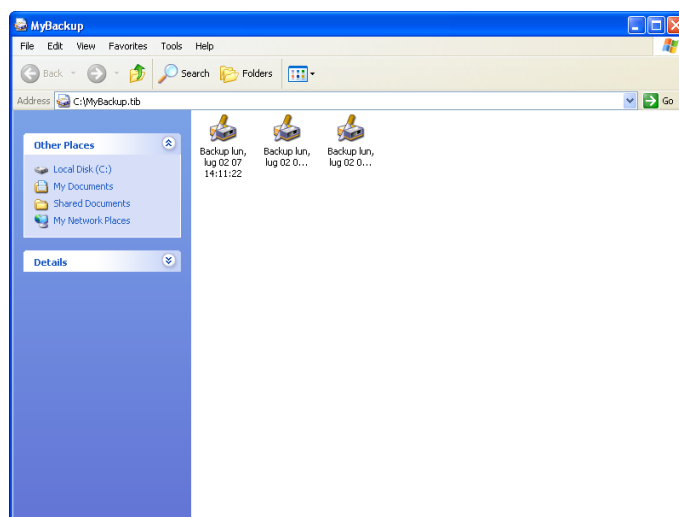 MyBackup
File Edit View Favorites Tools Help
Back Search Folders
Address C:\MyBackup.tib Go
Other Places
Local Disk (C:)
My Documents
Shared Documents
My Network Places
Details
Backup lun, Backup lun, Backup lun,
lug 02 07 lug 02 0... lug 02 0...
14:11:22